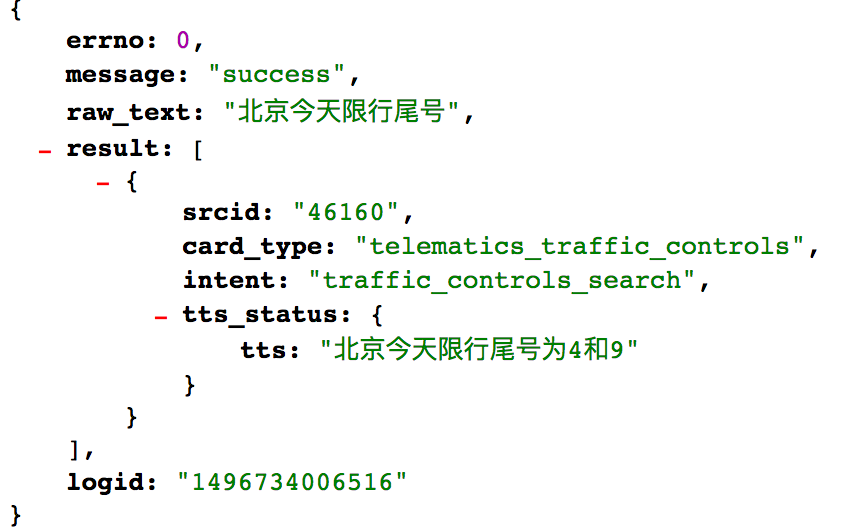 {
errno: 0,
message: "success",
raw_text: "北京今天限行尾号",
- result: [
- {
srcid: "46160",
card_type: "telematics_traffic_controls",
intent: "traffic_controls_search",
- tts_status: {
tts: "北京今天限行尾号为4和9"
}
}
],
logid: "1496734006516"
}